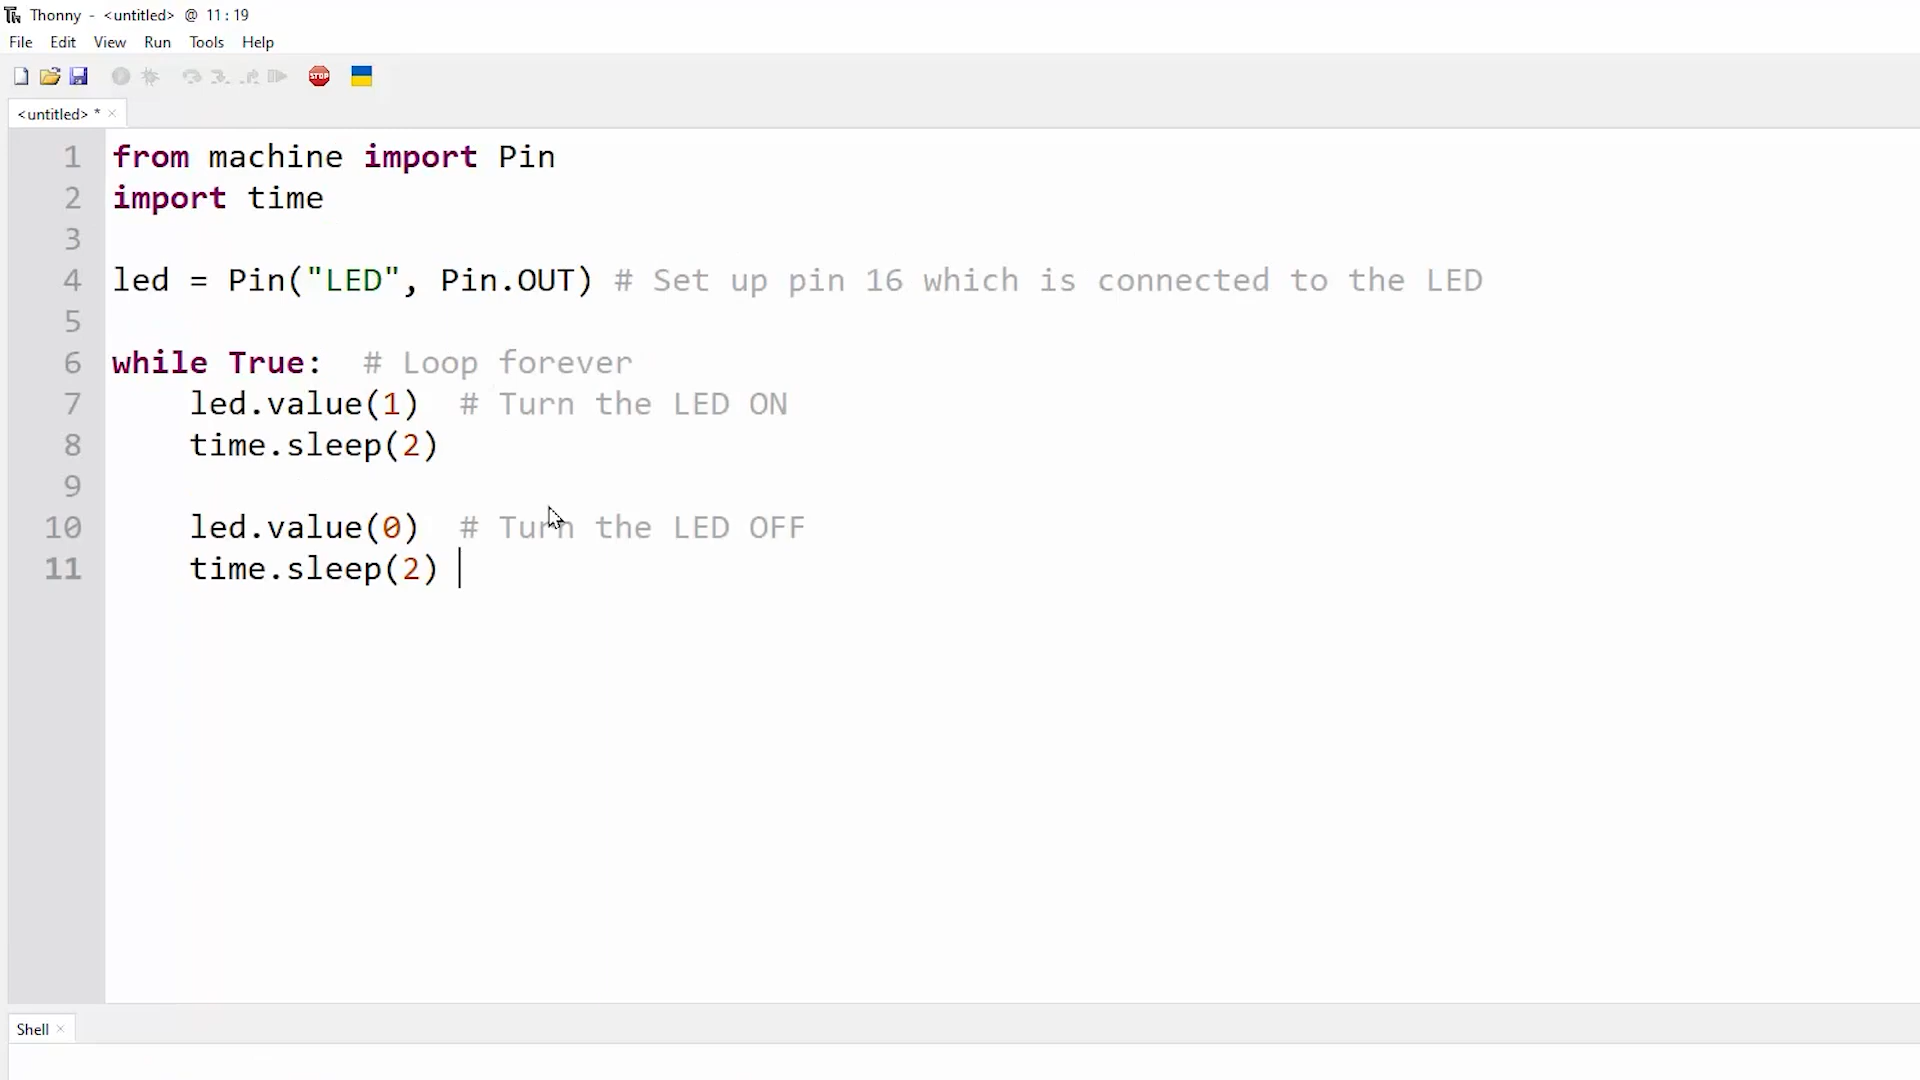 Thonny - <untitled> @ 11:19
File Edit View Run Tools Help
STOP
<untitled> * ×
1 from machine import Pin
2 import time
3
4 led = Pin("LED", Pin.OUT) # Set up pin 16 which is connected to the LED
5
6 while True:  # Loop forever
7     led.value(1)  # Turn the LED ON
8     time.sleep(2)
9
10     led.value(0)  # Turn the LED OFF
11     time.sleep(2)
Shell ×